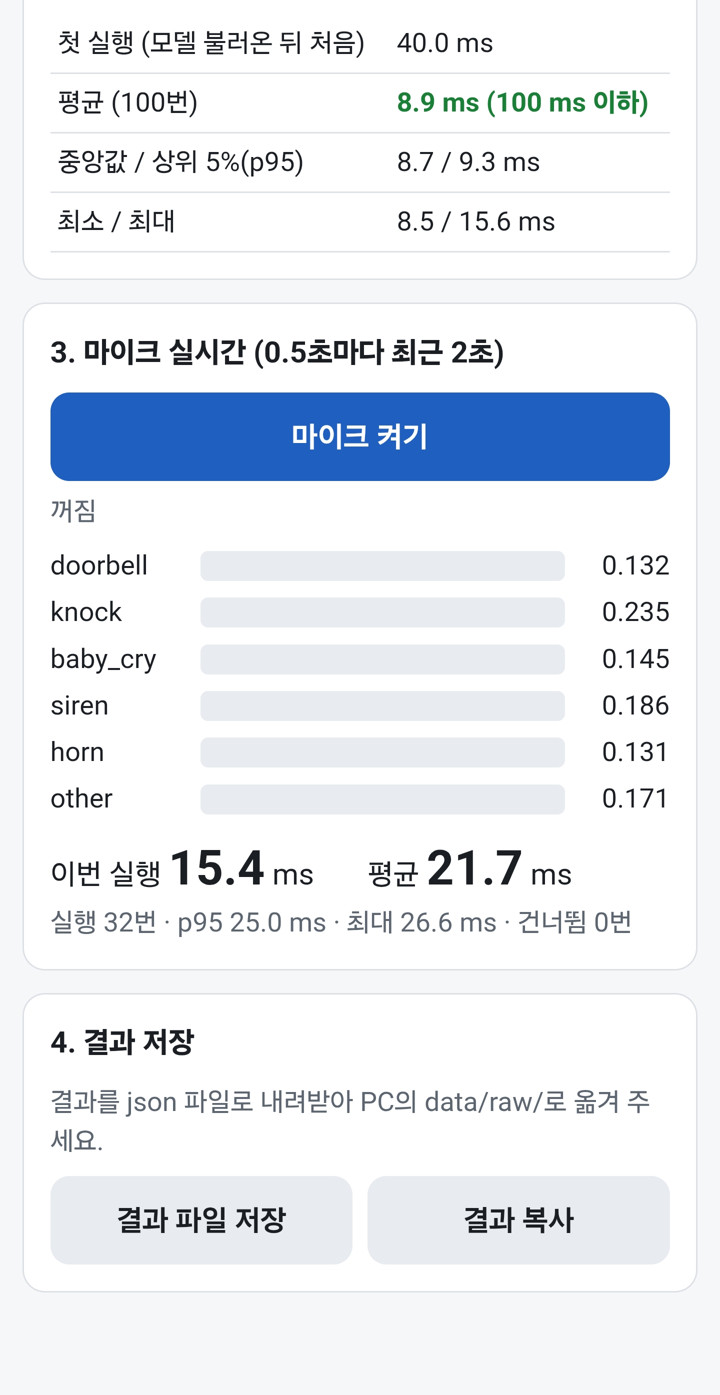 첫 실행 (모델 불러온 뒤 처음) 40.0 ms
평균 (100번) 8.9 ms (100 ms 이하)
중앙값 / 상위 5%(p95) 8.7 / 9.3 ms
최소 / 최대 8.5 / 15.6 ms
3. 마이크 실시간 (0.5초마다 최근 2초)
마이크 켜기
꺼짐
doorbell 0.132
knock 0.235
baby_cry 0.145
siren 0.186
horn 0.131
other 0.171
이번 실행 15.4 ms 평균 21.7 ms
실행 32번 · p95 25.0 ms · 최대 26.6 ms · 건너뜀 0번
4. 결과 저장
결과를 json 파일로 내려받아 PC의 data/raw/로 옮겨 주
세요.
결과 파일 저장 결과 복사